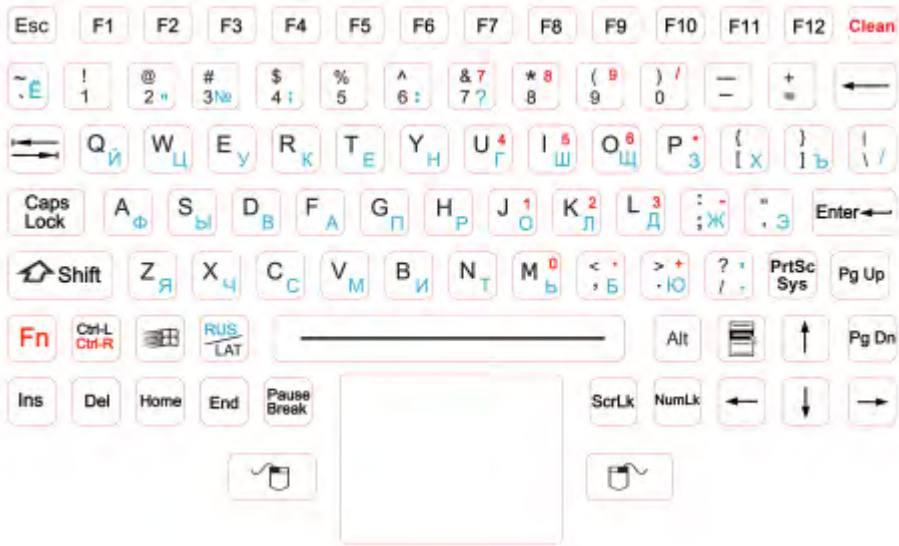 Esc F1 F2 F3 F4 F5 F6 F7 F8 F9 F10 F11 F12 Clean
~ ` Ё ! 1 @ 2 " # 3 № $ 4 ; % 5 ^ 6 : & 7 7 ? * 8 8 ( 9 9 ) / 0 — – + =
Q Й W Ц E У R К T Е Y Н U 4 Г I 5 Ш O 6 Щ P * З { [ Х } ] Ъ | \ /
Caps Lock A Ф S Ы D В F А G П H Р J 1 О K 2 Л L 3 Д : - ; Ж " ' Э Enter
Shift Z Я X Ч C С V М B И N Т M 0 Ь < , Б > + . Ю ? / PrtSc Sys Pg Up
Fn Ctrl-L Ctrl-R RUS LAT Alt Pg Dn
Ins Del Home End Pause Break ScrLk NumLk